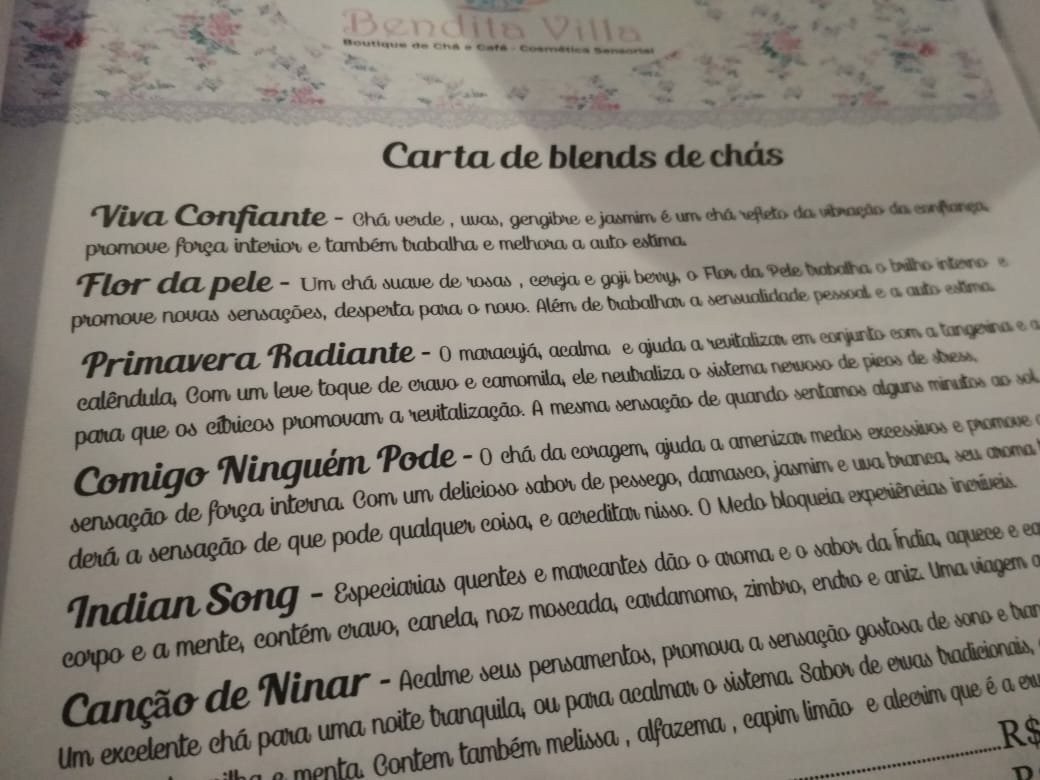 Bendita Villa
Boutique de Chá e Café - Cosmética Sensorial
Carta de blends de chás
Viva Confiante - Chá verde , uvas, gengibre e jasmim é um chá refleto da vibração da confiança,
promove força interior e também trabalha e melhora a auto estima.
Flor da pele - Um chá suave de rosas , cereja e goji berry, o Flor da Pele trabalha o brilho interno e
promove novas sensações, desperta para o novo. Além de trabalhar a sensualidade pessoal e a auto estima.
Primavera Radiante - O maracujá, acalma e ajuda a revitalizar em conjunto com a tangerina e a
calêndula, Com um leve toque de cravo e camomila, ele neutraliza o sistema nervoso de picos de stress,
para que os cítricos promovam a revitalização. A mesma sensação de quando sentamos alguns minutos ao sol.
Comigo Ninguém Pode - O chá da coragem, ajuda a amenizar medos excessivos e promove a
sensação de força interna. Com um delicioso sabor de pessego, damasco, jasmim e uva branca, seu aroma
derá a sensação de que pode qualquer coisa, e acreditar nisso. O Medo bloqueia experiências incríveis.
Indian Song - Especiarias quentes e marcantes dão o aroma e o sabor da Índia, aquece e
corpo e a mente, contém cravo, canela, noz moscada, cardamomo, zimbro, endro e aniz. Uma viagem a
Canção de Ninar - Acalme seus pensamentos, promova a sensação gostosa de sono e
Um excelente chá para uma noite tranquila, ou para acalmar o sistema. Sabor de ervas tradicionais,
e menta. Contem também melissa , alfazema , capim limão e alecrim que é a
R$